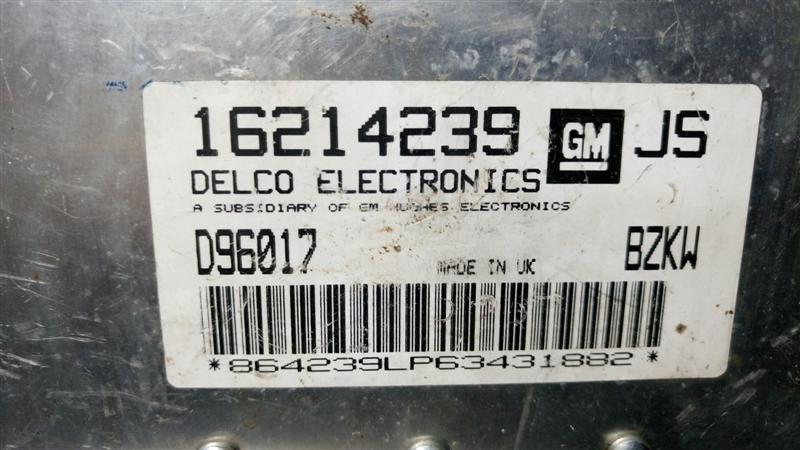 16214239 GM JS
DELCO ELECTRONICS
A SUBSIDIARY OF GM HUGHES ELECTRONICS
D96017 MADE IN UK BZKW
*864239LP63431882*